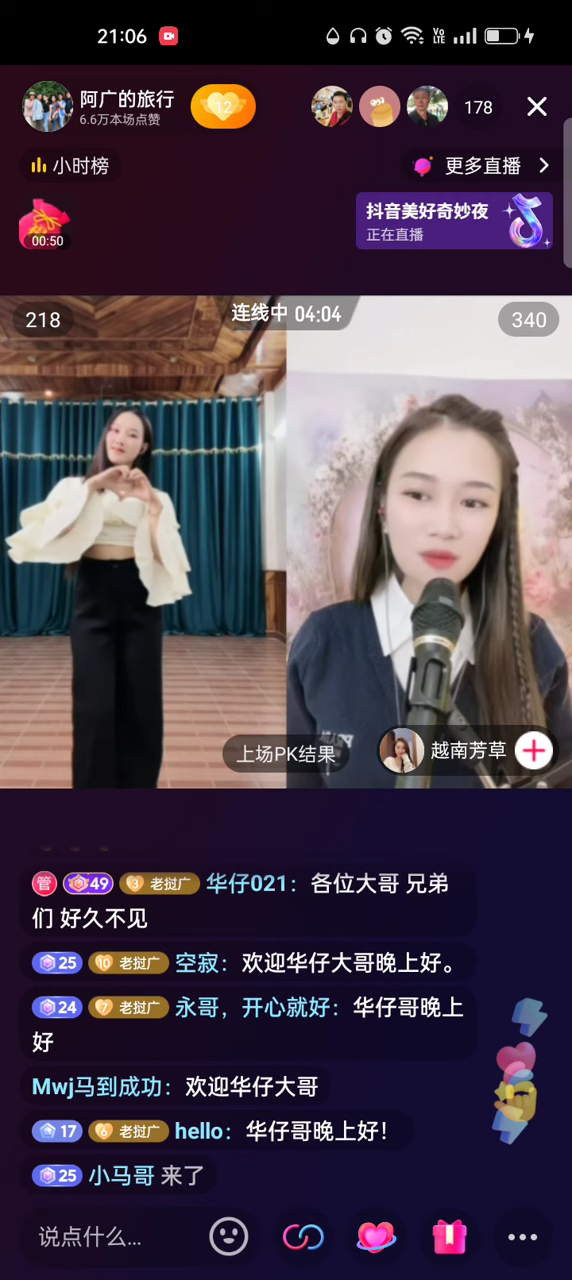 21:06
VoLTE
阿广的旅行
6.6万本场点赞
12
178
小时榜
更多直播
00:50
抖音美好奇妙夜
正在直播
218
连线中 04:04
340
上场PK结果
越南芳草
管 49 3 老挝广 华仔021：各位大哥 兄弟
们 好久不见
25 10 老挝广 空寂：欢迎华仔大哥晚上好。
24 7 老挝广 永哥，开心就好：华仔哥晚上
好
Mwj马到成功：欢迎华仔大哥
17 6 老挝广 hello：华仔哥晚上好！
25 小马哥 来了
说点什么...